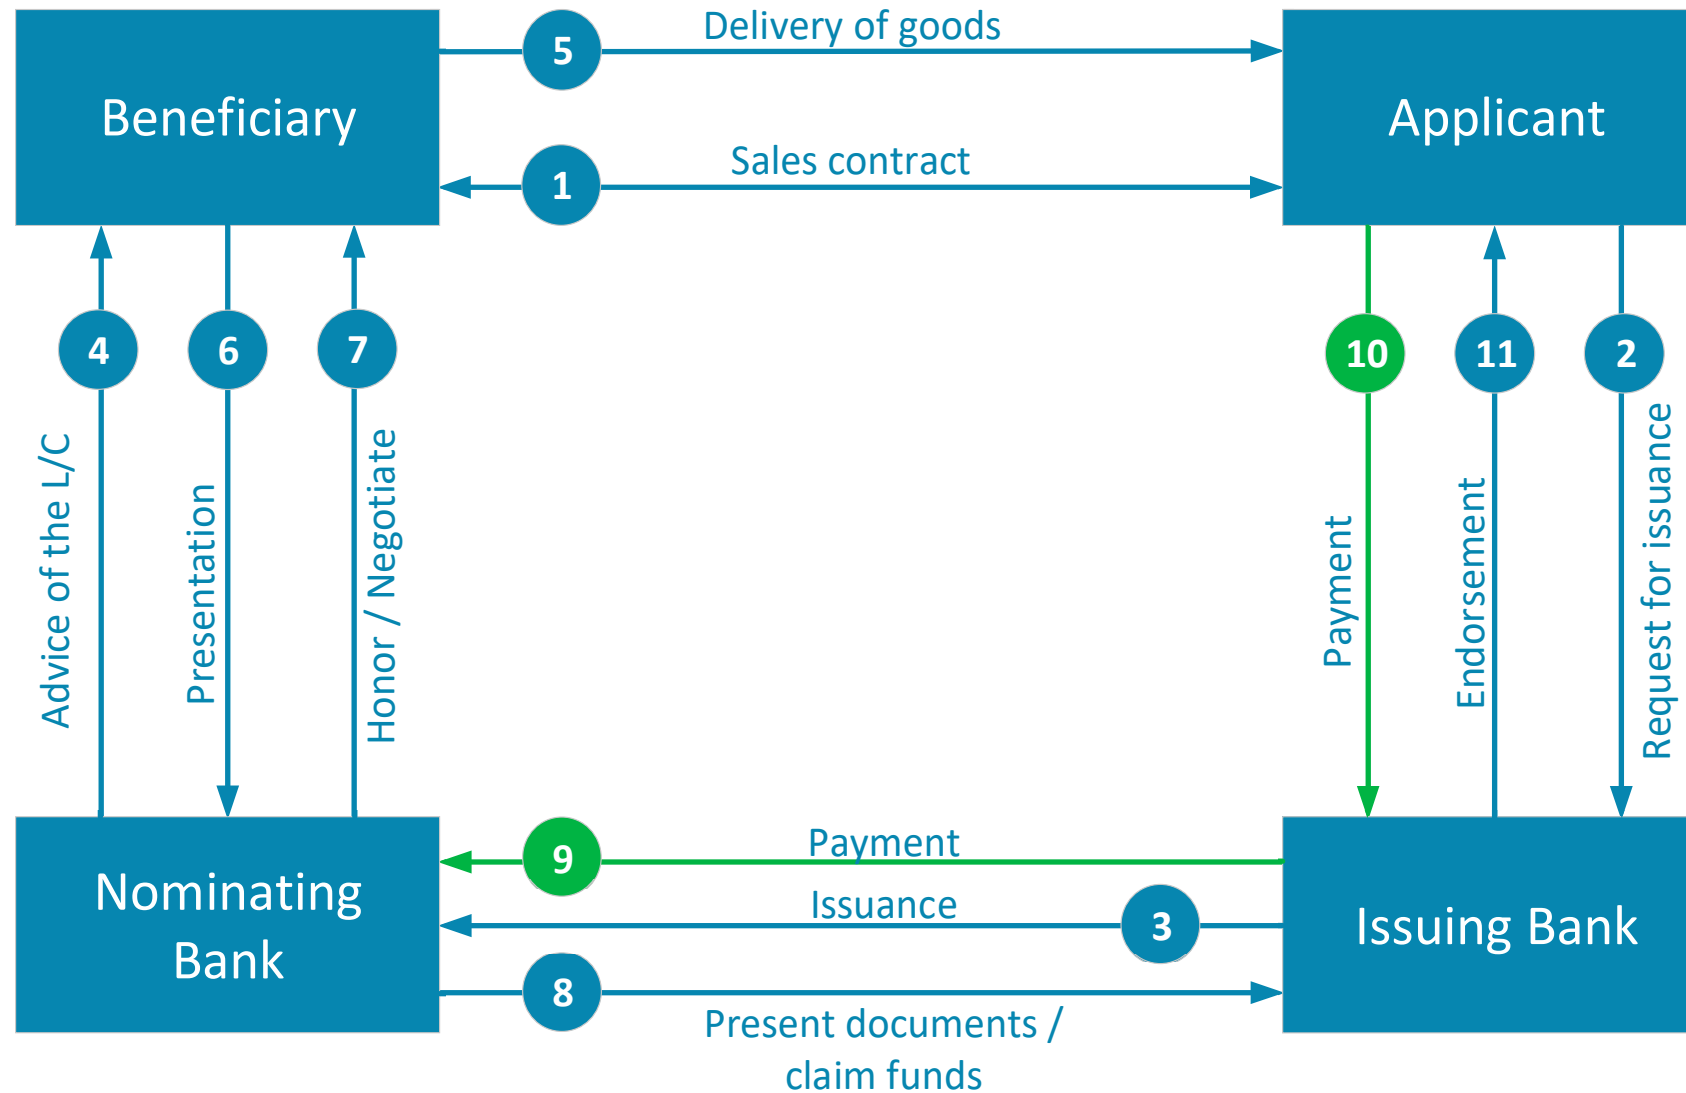 Delivery of goods
5
Beneficiary
Applicant
Sales contract
1
4
6
7
10
11
2
Advice of the L/C
Presentation
Honor / Negotiate
Payment
Endorsement
Request for issuance
Payment
9
Nominating
Bank
Issuance
3
Issuing Bank
8
Present documents /
claim funds